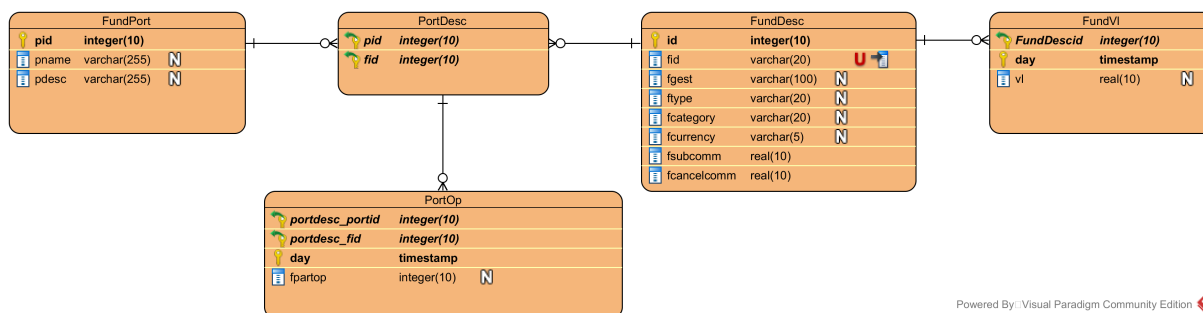 FundPort
pid integer(10)
pname varchar(255) N
pdesc varchar(255) N
PortDesc
pid integer(10)
fid integer(10)
FundDesc
id integer(10)
fid varchar(20) U
fgest varchar(100) N
ftype varchar(20) N
fcategory varchar(20) N
fcurrency varchar(5) N
fsubcomm real(10)
fcancelcomm real(10)
FundVl
FundDescid integer(10)
day timestamp
vl real(10) N
PortOp
portdesc_portid integer(10)
portdesc_fid integer(10)
day timestamp
fpartop integer(10) N
Powered By Visual Paradigm Community Edition